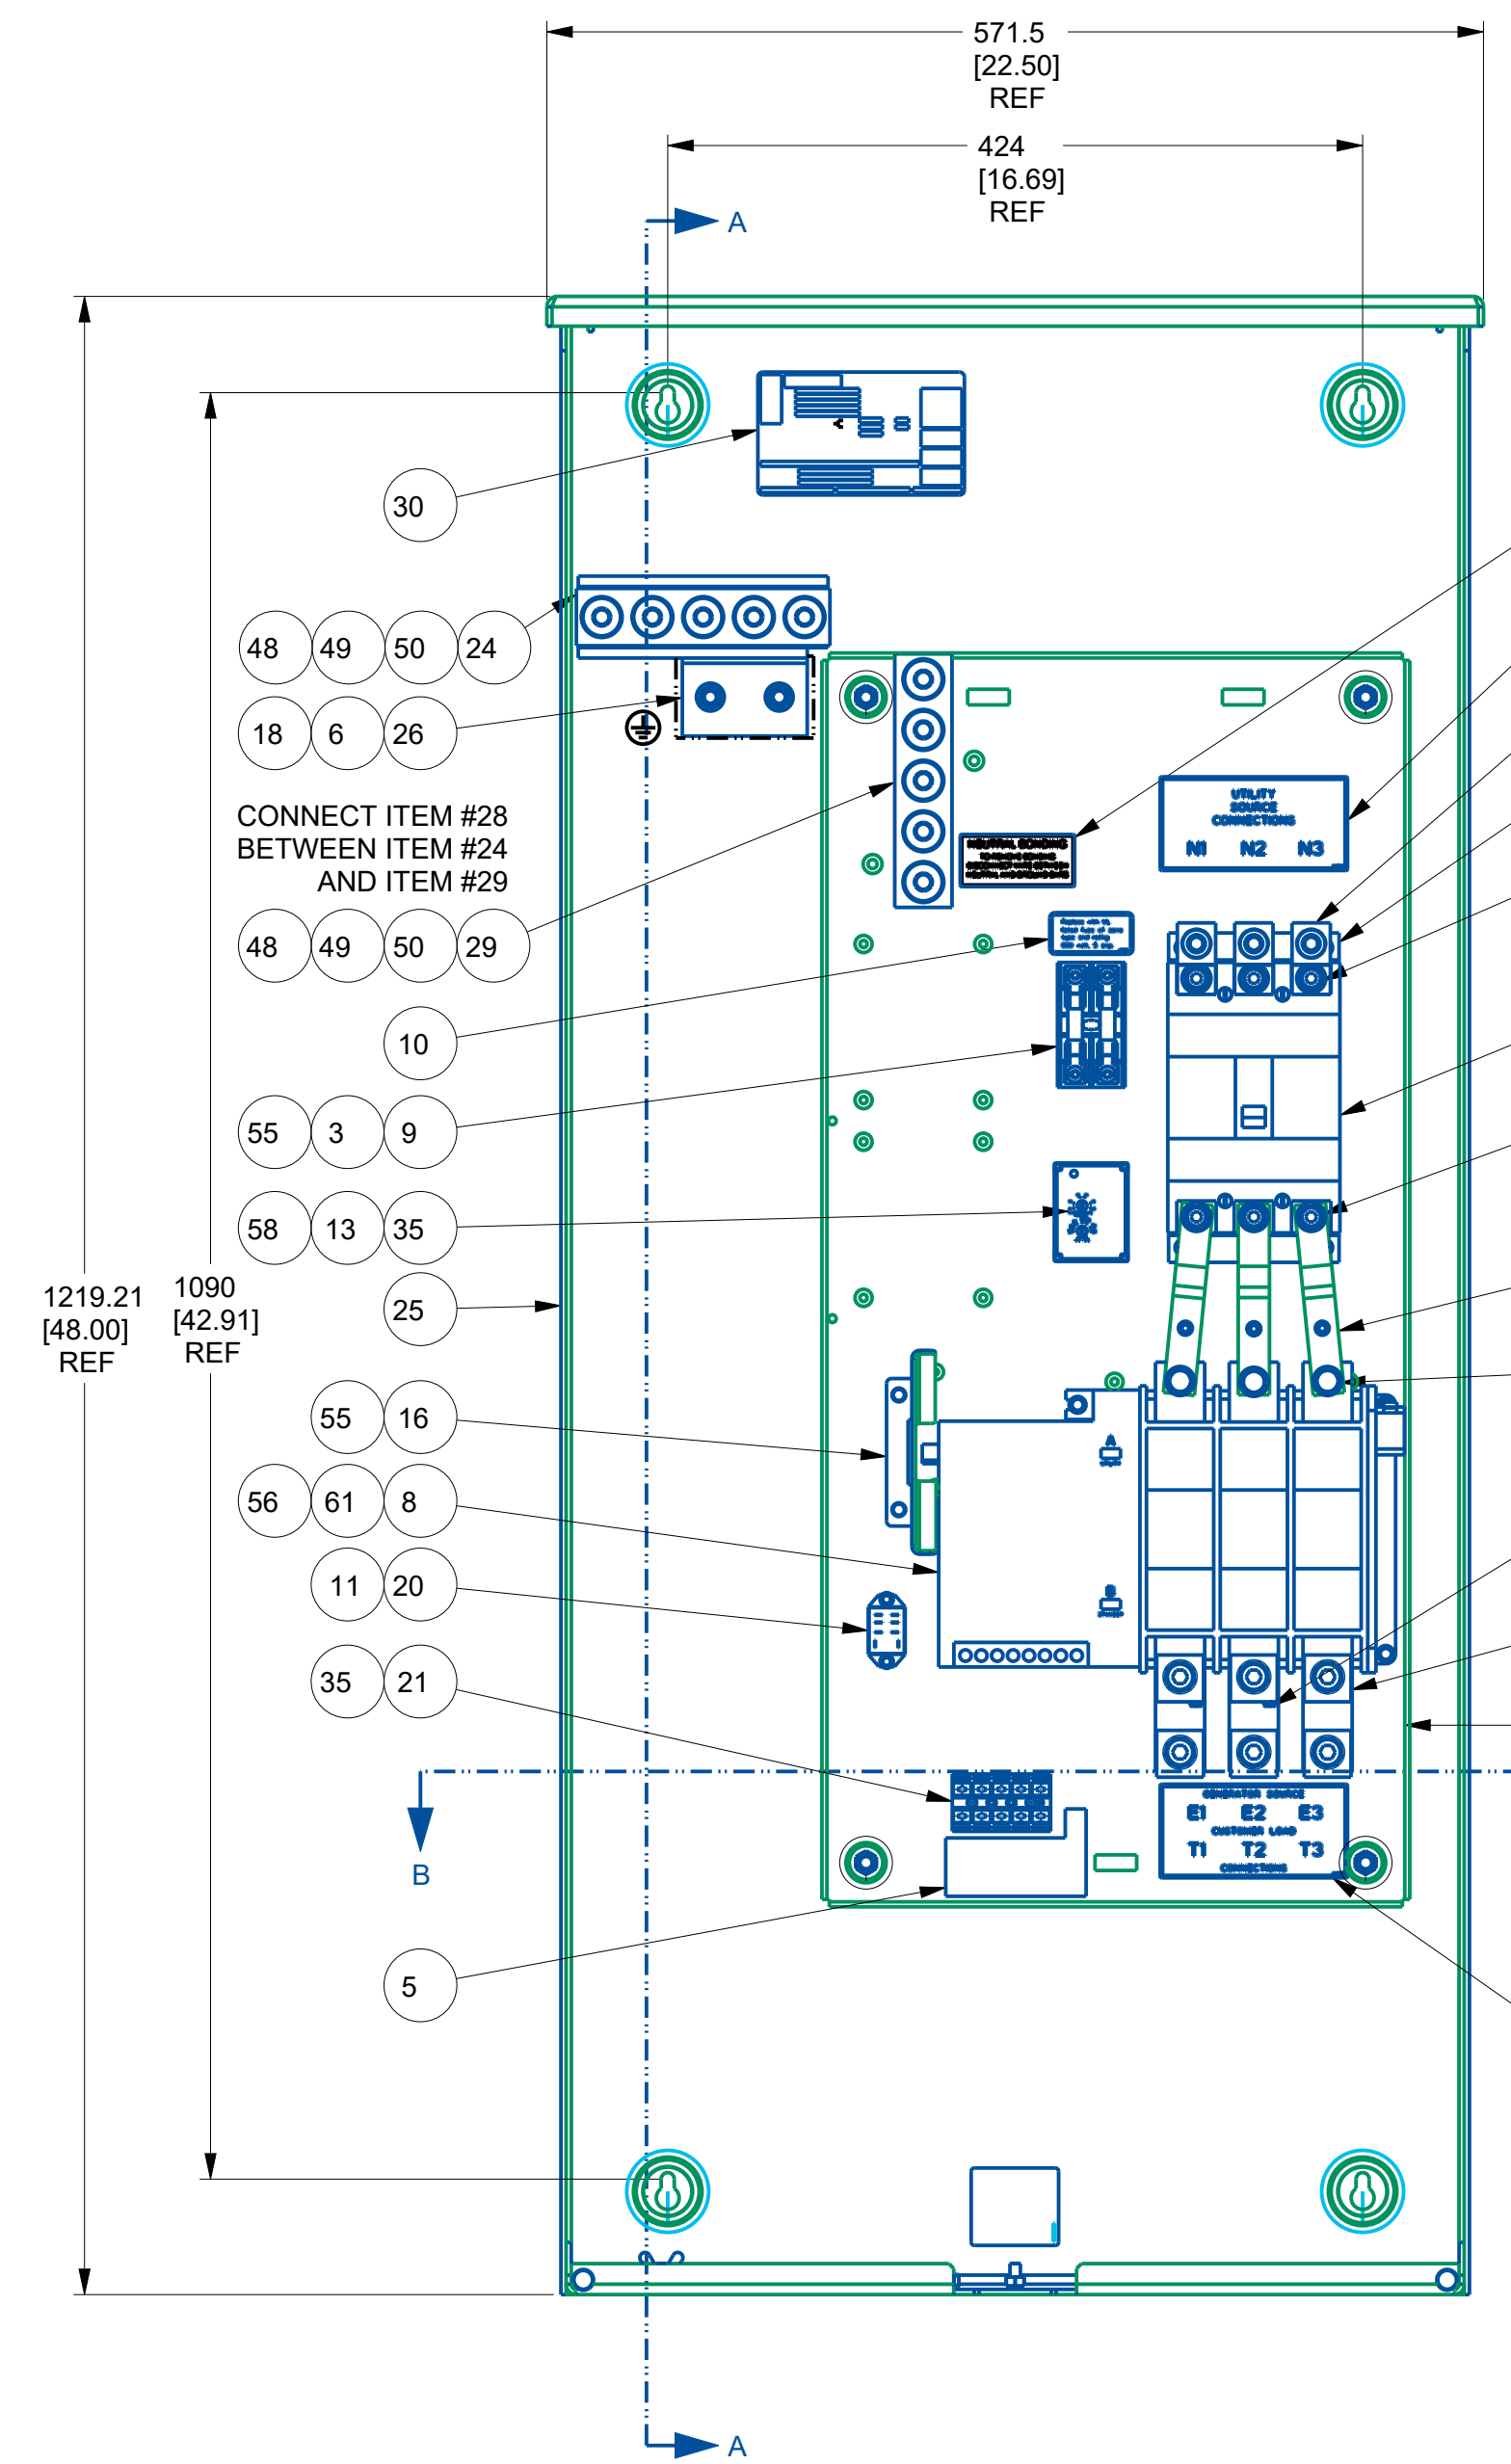 571.5
[22.50]
REF
424
[16.69]
REF
A
30
48 49 50 24
18 6 26
CONNECT ITEM #28
BETWEEN ITEM #24
AND ITEM #29
48 49 50 29
UTILITY
SOURCE
CONNECTIONS
N1 N2 N3
NEUTRAL BONDING
10
55 3 9
58 13 35
25
1219.21
[48.00]
REF
1090
[42.91]
REF
55 16
56 61 8
11 20
35 21
A
B
GENERATOR SOURCE
E1 E2 E3
CUSTOMER LOAD
T1 T2 T3
CONNECTIONS
B
5
A